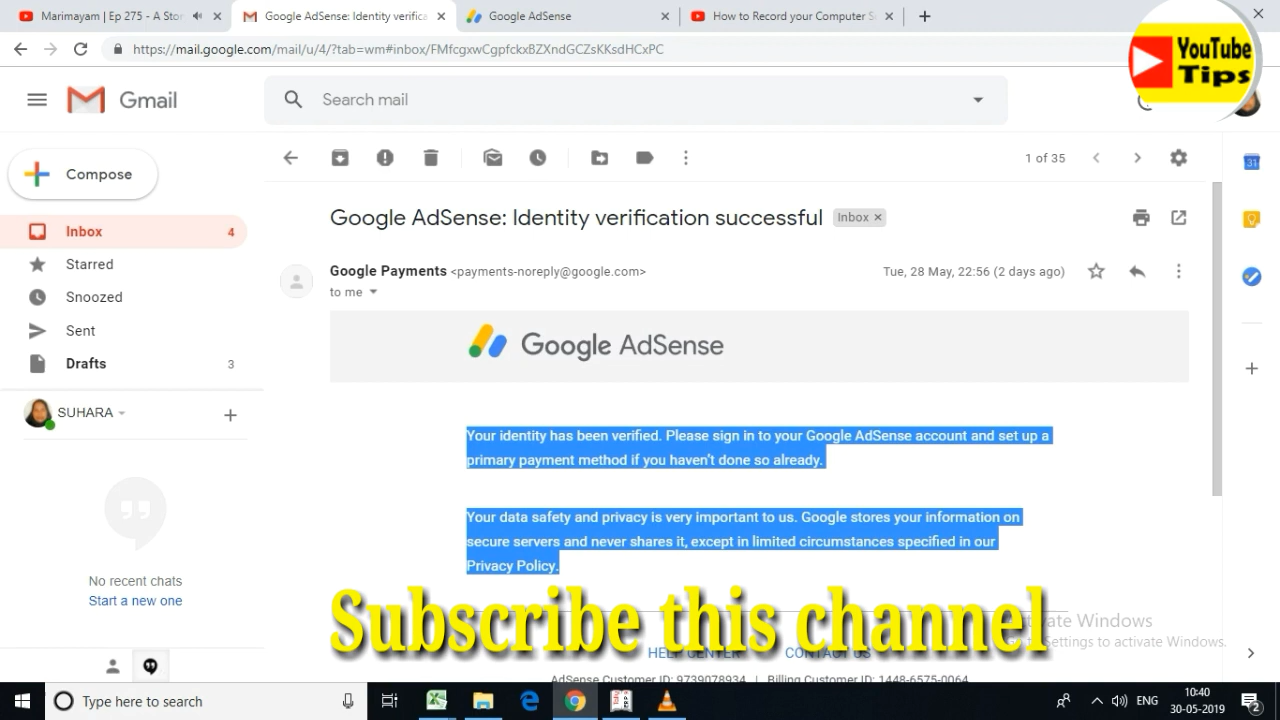 Marimayam | Ep 275 - A Stor
Google AdSense: Identity verifica
Google AdSense
How to Record your Computer S
https://mail.google.com/mail/u/4/?tab=wm#inbox/
YouTube
Tips
Gmail
Search mail
Compose
1 of 35
31
Inbox 4
Google AdSense: Identity verification successful
Inbox x
Starred
Google Payments <payments-noreply@google.com>
Tue, 28 May, 22:56 (2 days ago)
to me
Snoozed
Sent
Drafts 3
Google AdSense
SUHARA
Your identity has been verified. Please sign in to your Google AdSense account and set up a
primary payment method if you haven't done so already.
Your data safety and privacy is very important to us. Google stores your information on
secure servers and never shares it, except in limited circumstances specified in our
Privacy Policy.
No recent chats
Start a new one
Subscribe this channel
Windows
Settings to activate Windows.
HELP CENTER
CONTACT US
AdSense Customer ID: 9739078934 | Billing Customer ID: 1448-6575-0064
Type here to search
ENG
10:40
30-05-2019
2